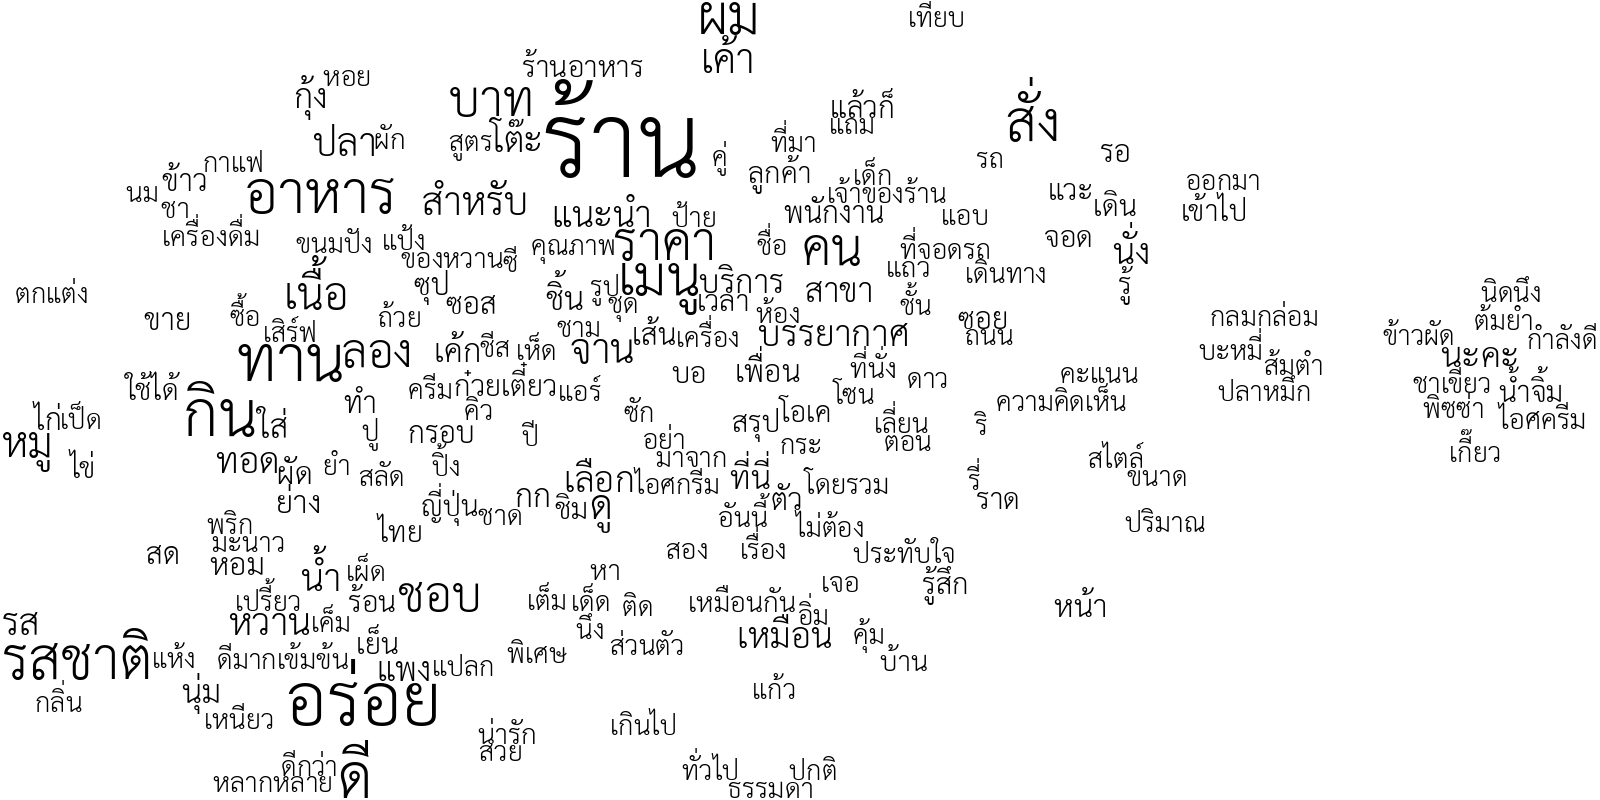 ผม
เทียบ
เค้า
ร้านอาหาร
หอย
กุ้ง
บาท
ร้าน
แล้วก็
แถม
สั่ง
ปลา
ผัก
สูตร
โต๊ะ
คู่
ที่มา
รถ
รอ
กาแฟ
ข้าว
นม
ชา
อาหาร
สำหรับ
ลูกค้า
เด็ก
เจ้าของร้าน
แวะ
เดิน
ออกมา
เข้าไป
แนะนำ
ป้าย
พนักงาน
แอบ
เครื่องดื่ม
ขนมปัง
แป้ง
ของหวาน
ซี
คุณภาพ
ราคา
ชื่อ
คน
ที่จอดรถ
จอด
นั่ง
เนื้อ
ซุป
ซอส
ชิ้น
รูป
ชุด
เมนู
บริการ
เวลา
สาขา
แถว
ชั้น
เดินทาง
รู้
ตกแต่ง
ขาย
ซื้อ
เสิร์ฟ
ถ้วย
ชาม
เส้น
เครื่อง
ห้อง
บรรยากาศ
ซอย
ถนน
กลมกล่อม
นิดนึง
ต้มยำ
ข้าวผัด
กำลังดี
นะคะ
ทาน
ลอง
เค้ก
ชีส
เห็ด
จาน
บะหมี่
ส้มตำ
ใช้ได้
ครีม
ก๋วยเตี๋ยว
แอร์
บอ
เพื่อน
ที่นั่ง
ดาว
คะแนน
ปลาหมึก
ชาเขียว
น้ำจิ้ม
กิน
ใส่
ทำ
คิว
ซัก
สรุป
โอเค
โซน
ความคิดเห็น
พิซซ่า
ไอศครีม
ไก่
เป็ด
หมู
ไข่
ปู
กรอบ
ปี
อย่า
มาจาก
กระ
เลี่ยน
ตอน
ริ
เกี๊ยว
ทอด
ผัด
ยำ
สลัด
ปิ้ง
เลือก
ไอศกรีม
ที่นี่
โดยรวม
รี่
สไตล์
ขนาด
ย่าง
ญี่ปุ่น
ชาด
กก
ชิม
ดู
ตัว
ราด
พริก
มะนาว
หอม
ไทย
อันนี้
ไม่ต้อง
ปริมาณ
สด
น้ำ
เผ็ด
สอง
เรื่อง
ประทับใจ
เปรี้ยว
ร้อน
ชอบ
หา
เจอ
รู้สึก
รส
หวาน
เค็ม
เต็ม
เด็ด
ติด
เหมือนกัน
อิ่ม
หน้า
รสชาติ
แห้ง
ดีมาก
เข้มข้น
เย็น
นึง
ส่วนตัว
เหมือน
คุ้ม
กลิ่น
นุ่ม
แพง
แปลก
พิเศษ
บ้าน
เหนียว
อร่อย
แก้ว
น่ารัก
สวย
เกินไป
ดีกว่า
หลากหลาย
ดี
ทั่วไป
ปกติ
ธรรมดา